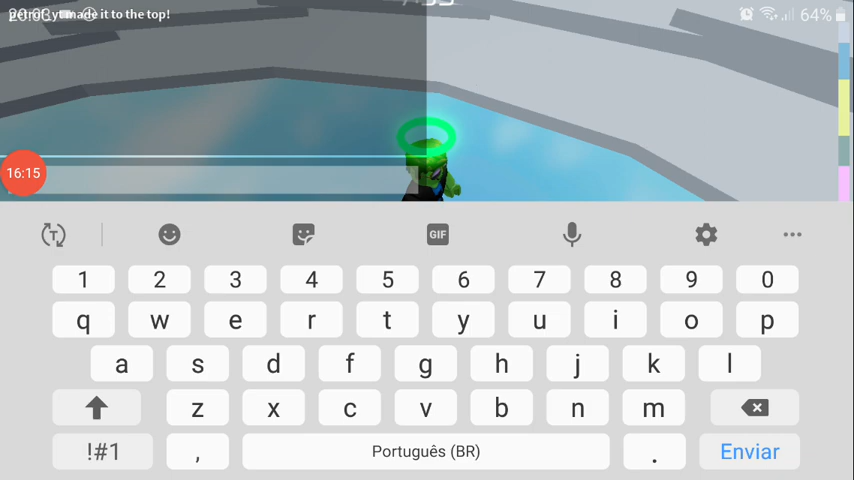 made it to the top!
64%
16:15
GIF
1 2 3 4 5 6 7 8 9 0
q w e r t y u i o p
a s d f g h j k l
z x c v b n m
!#1 , Português (BR) . Enviar